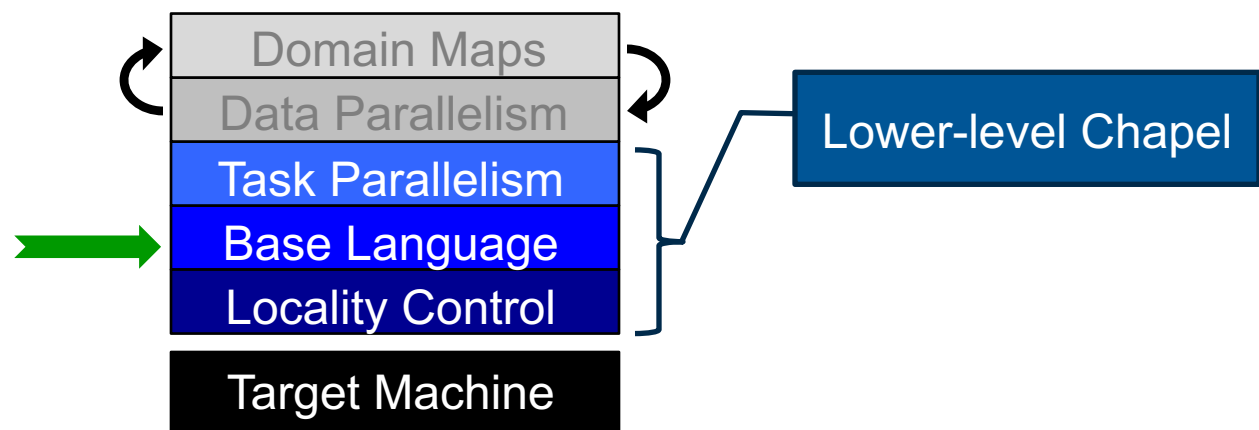 Domain Maps
Data Parallelism
Task Parallelism
Base Language
Locality Control
Target Machine
Lower-level Chapel